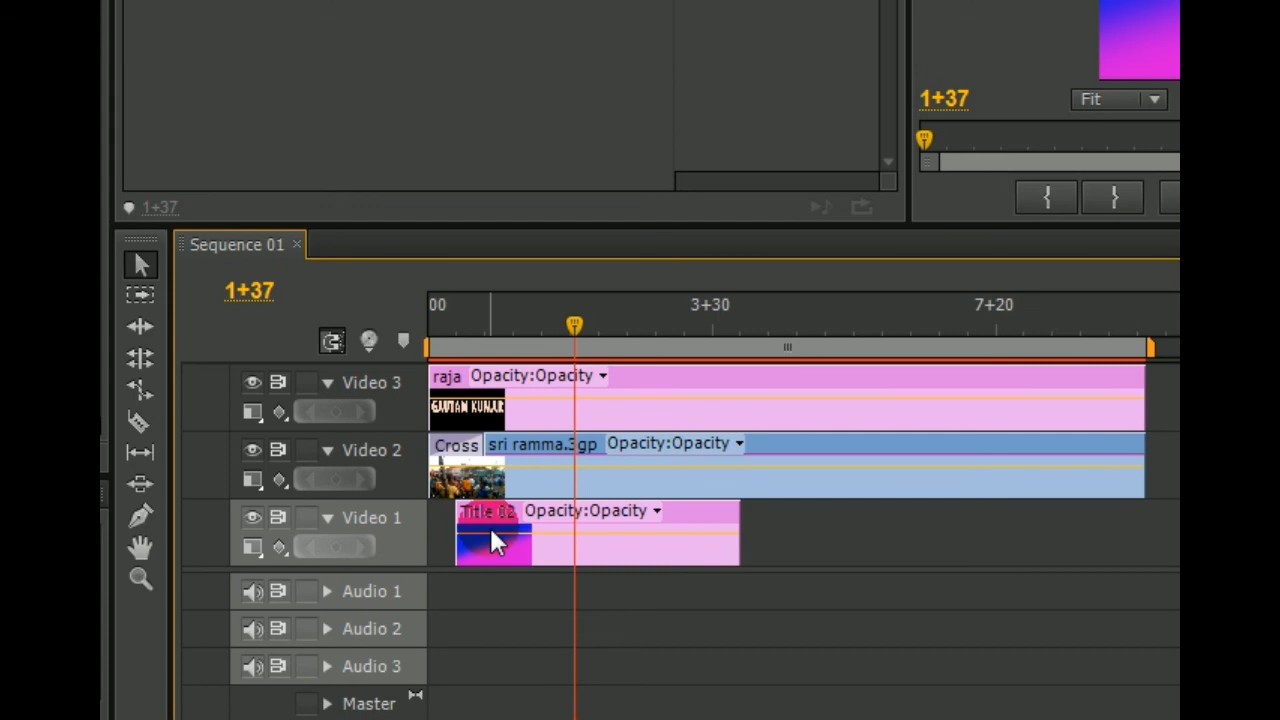 1+37
Fit
1+37
{ }
Sequence 01 ×
1+37
00 3+30 7+20
Video 3 raja Opacity:Opacity
GAUTAM KUMAR
Video 2 Cross sri ramma.3gp Opacity:Opacity
Video 1 Title 02 Opacity:Opacity
Audio 1
Audio 2
Audio 3
Master